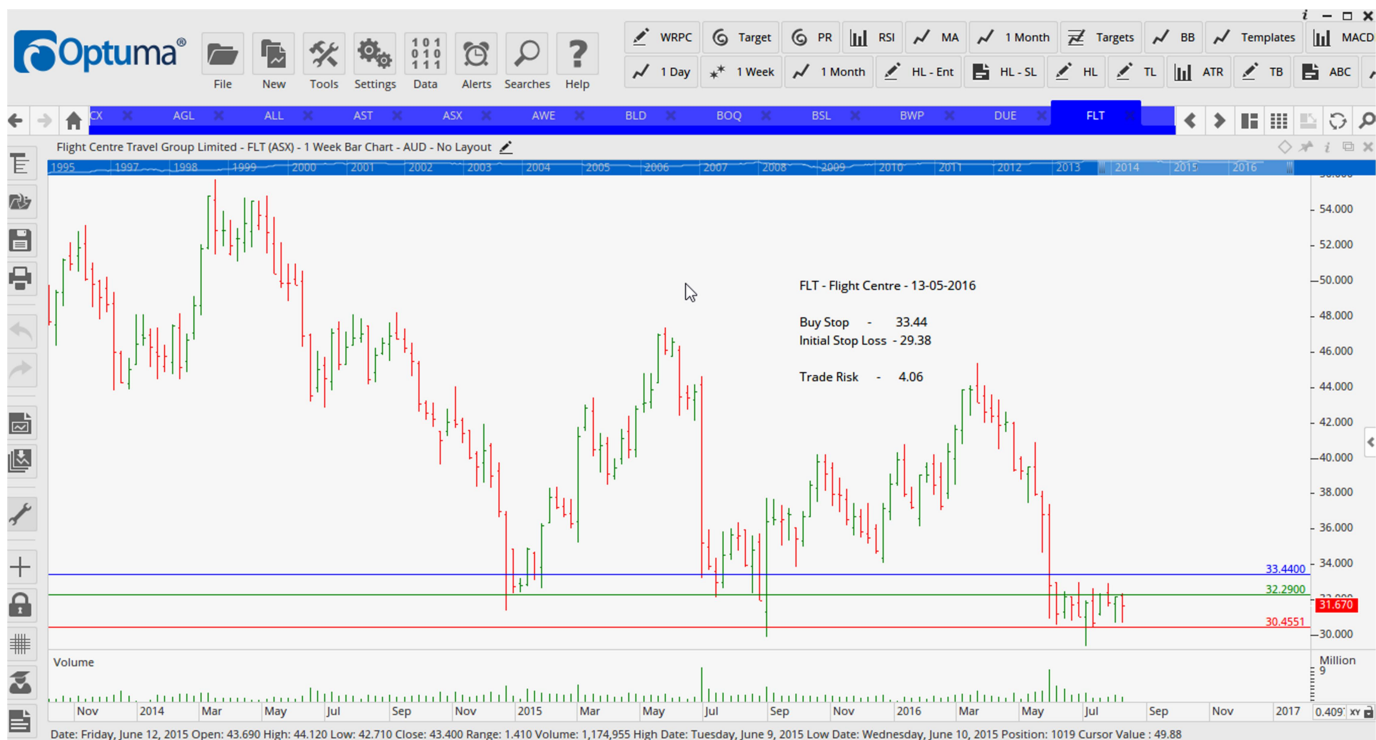 Optuma®
File New Tools Settings Data Alerts Searches Help
101
010
111
WRPC Target PR RSI MA 1 Month Targets BB Templates MACD
1 Day 1 Week 1 Month HL - Ent HL - SL HL TL ATR TB ABC
CX AGL ALL AST ASX AWE BLD BOQ BSL BWP DUE FLT
Flight Centre Travel Group Limited - FLT (ASX) - 1 Week Bar Chart - AUD - No Layout
1995 1997 1998 1999 2000 2001 2002 2003 2004 2005 2006 2007 2008 2009 2010 2011 2012 2013 2014 2015 2016
54.000
52.000
50.000
48.000
46.000
44.000
42.000
40.000
38.000
36.000
34.000
30.000
FLT - Flight Centre - 13-05-2016
Buy Stop - 33.44
Initial Stop Loss - 29.38
Trade Risk - 4.06
33.4400
32.2900
31.670
30.4551
Volume
Million
9
Nov 2014 Mar May Jul Sep Nov 2015 Mar May Jul Sep Nov 2016 Mar May Jul Sep Nov 2017 XY
Date: Friday, June 12, 2015 Open: 43.690 High: 44.120 Low: 42.710 Close: 43.400 Range: 1.410 Volume: 1,174,955 High Date: Tuesday, June 9, 2015 Low Date: Wednesday, June 10, 2015 Position: 1019 Cursor Value : 49.88